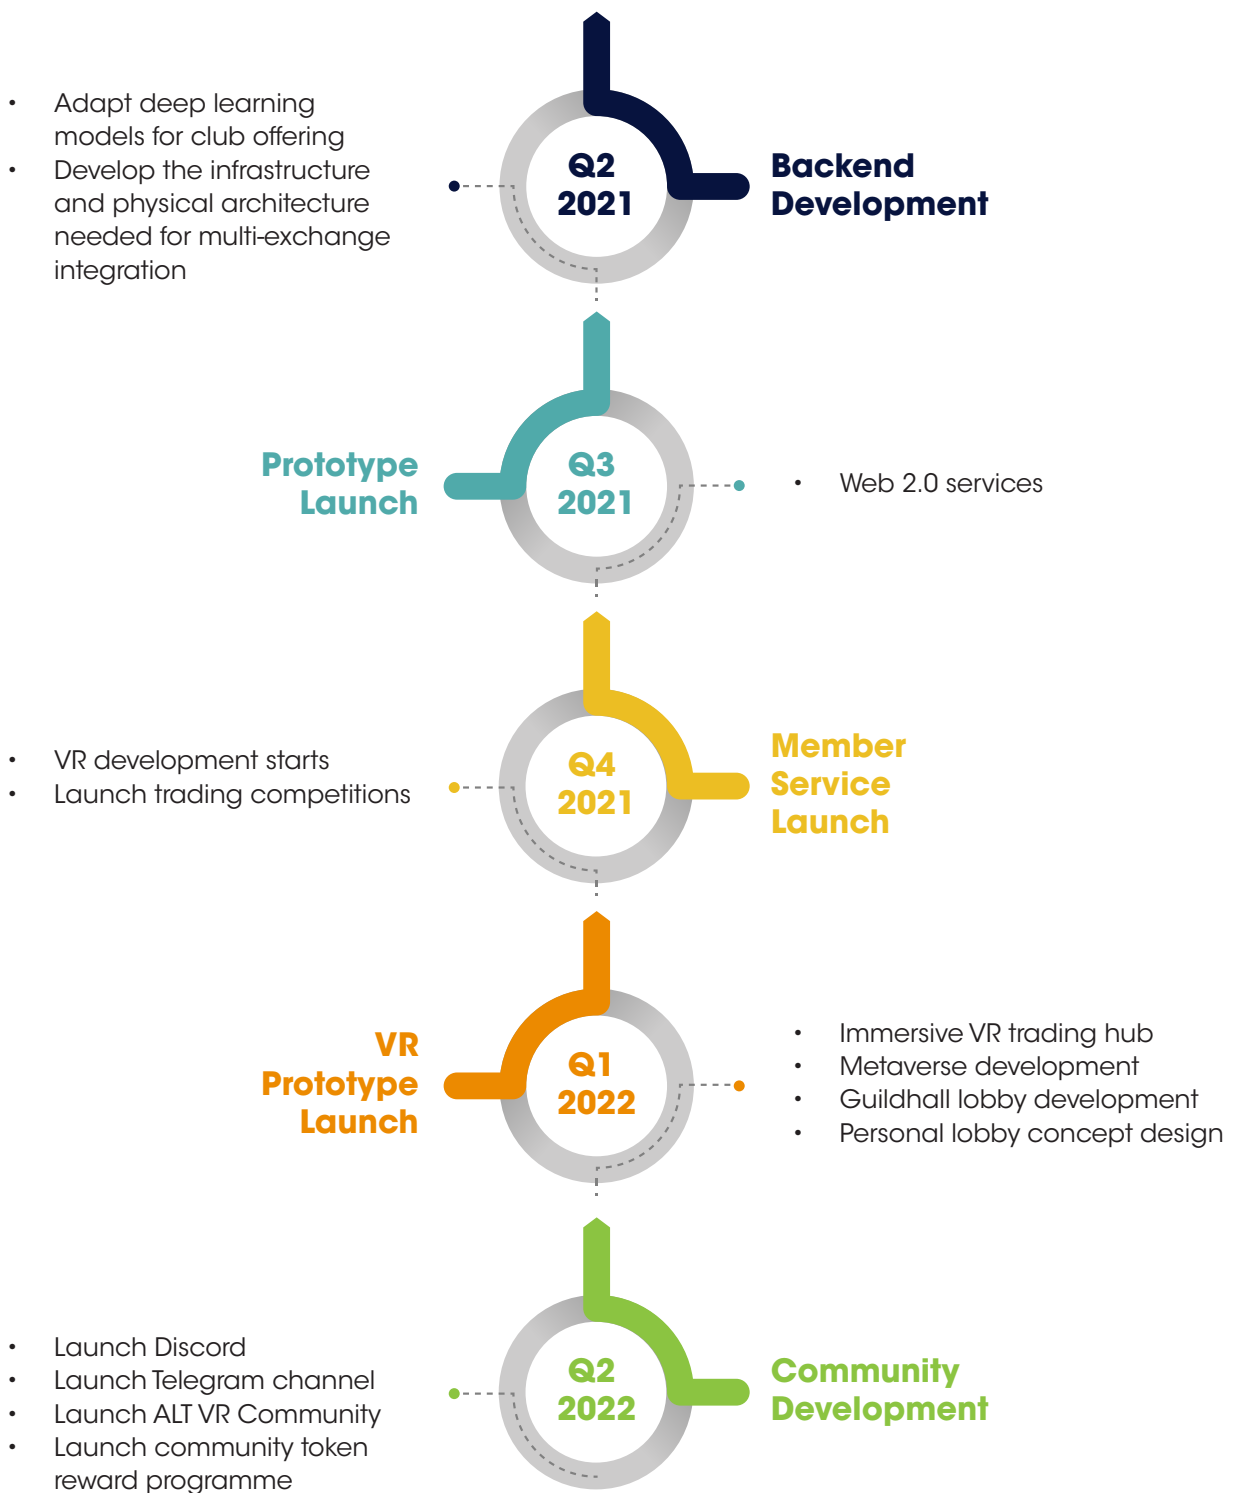 • Adapt deep learning
models for club offering
• Develop the infrastructure
and physical architecture
needed for multi-exchange
integration
Q2
2021
Backend
Development
Prototype
Launch
Q3
2021
• Web 2.0 services
• VR development starts
• Launch trading competitions
Q4
2021
Member
Service
Launch
VR
Prototype
Launch
Q1
2022
• Immersive VR trading hub
• Metaverse development
• Guildhall lobby development
• Personal lobby concept design
• Launch Discord
• Launch Telegram channel
• Launch ALT VR Community
• Launch community token
reward programme
Q2
2022
Community
Development